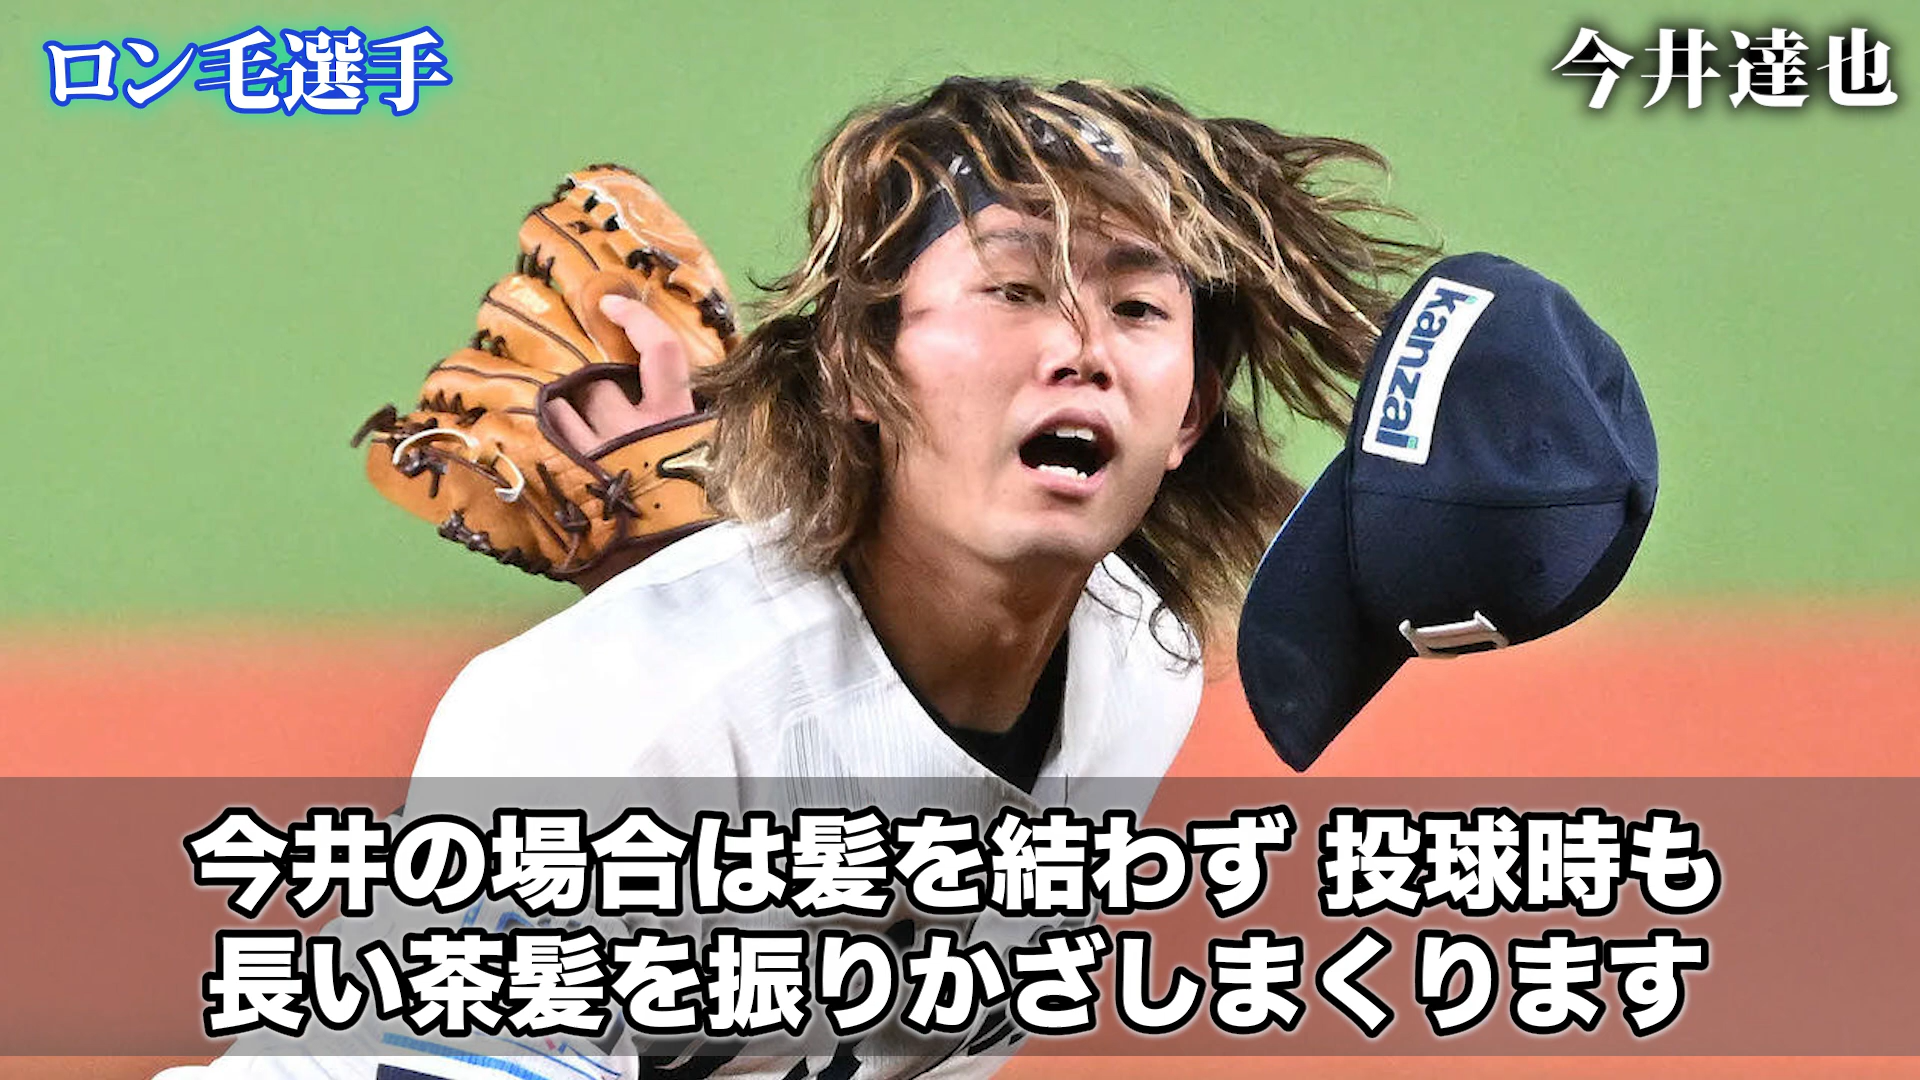 ロン毛選手
今井達也
kanzai
今井の場合は髪を結わず 投球時も
長い茶髪を振りかざしまくります